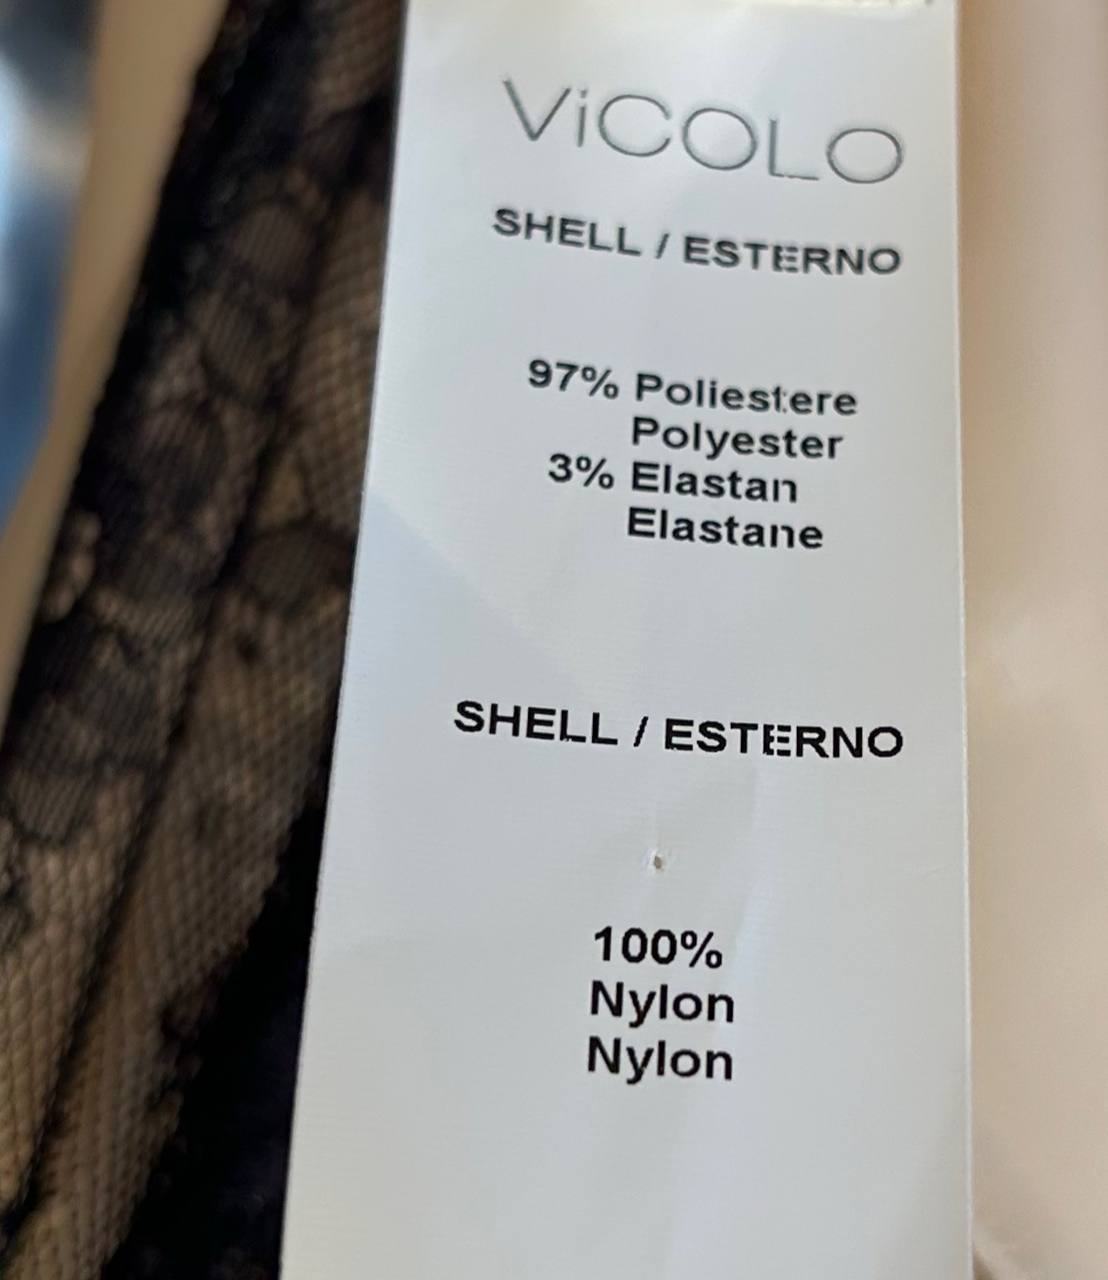 ViCOLO
SHELL / ESTERNO
97% Poliestere
Polyester
3% Elastan
Elastane
SHELL / ESTERNO
100%
Nylon
Nylon